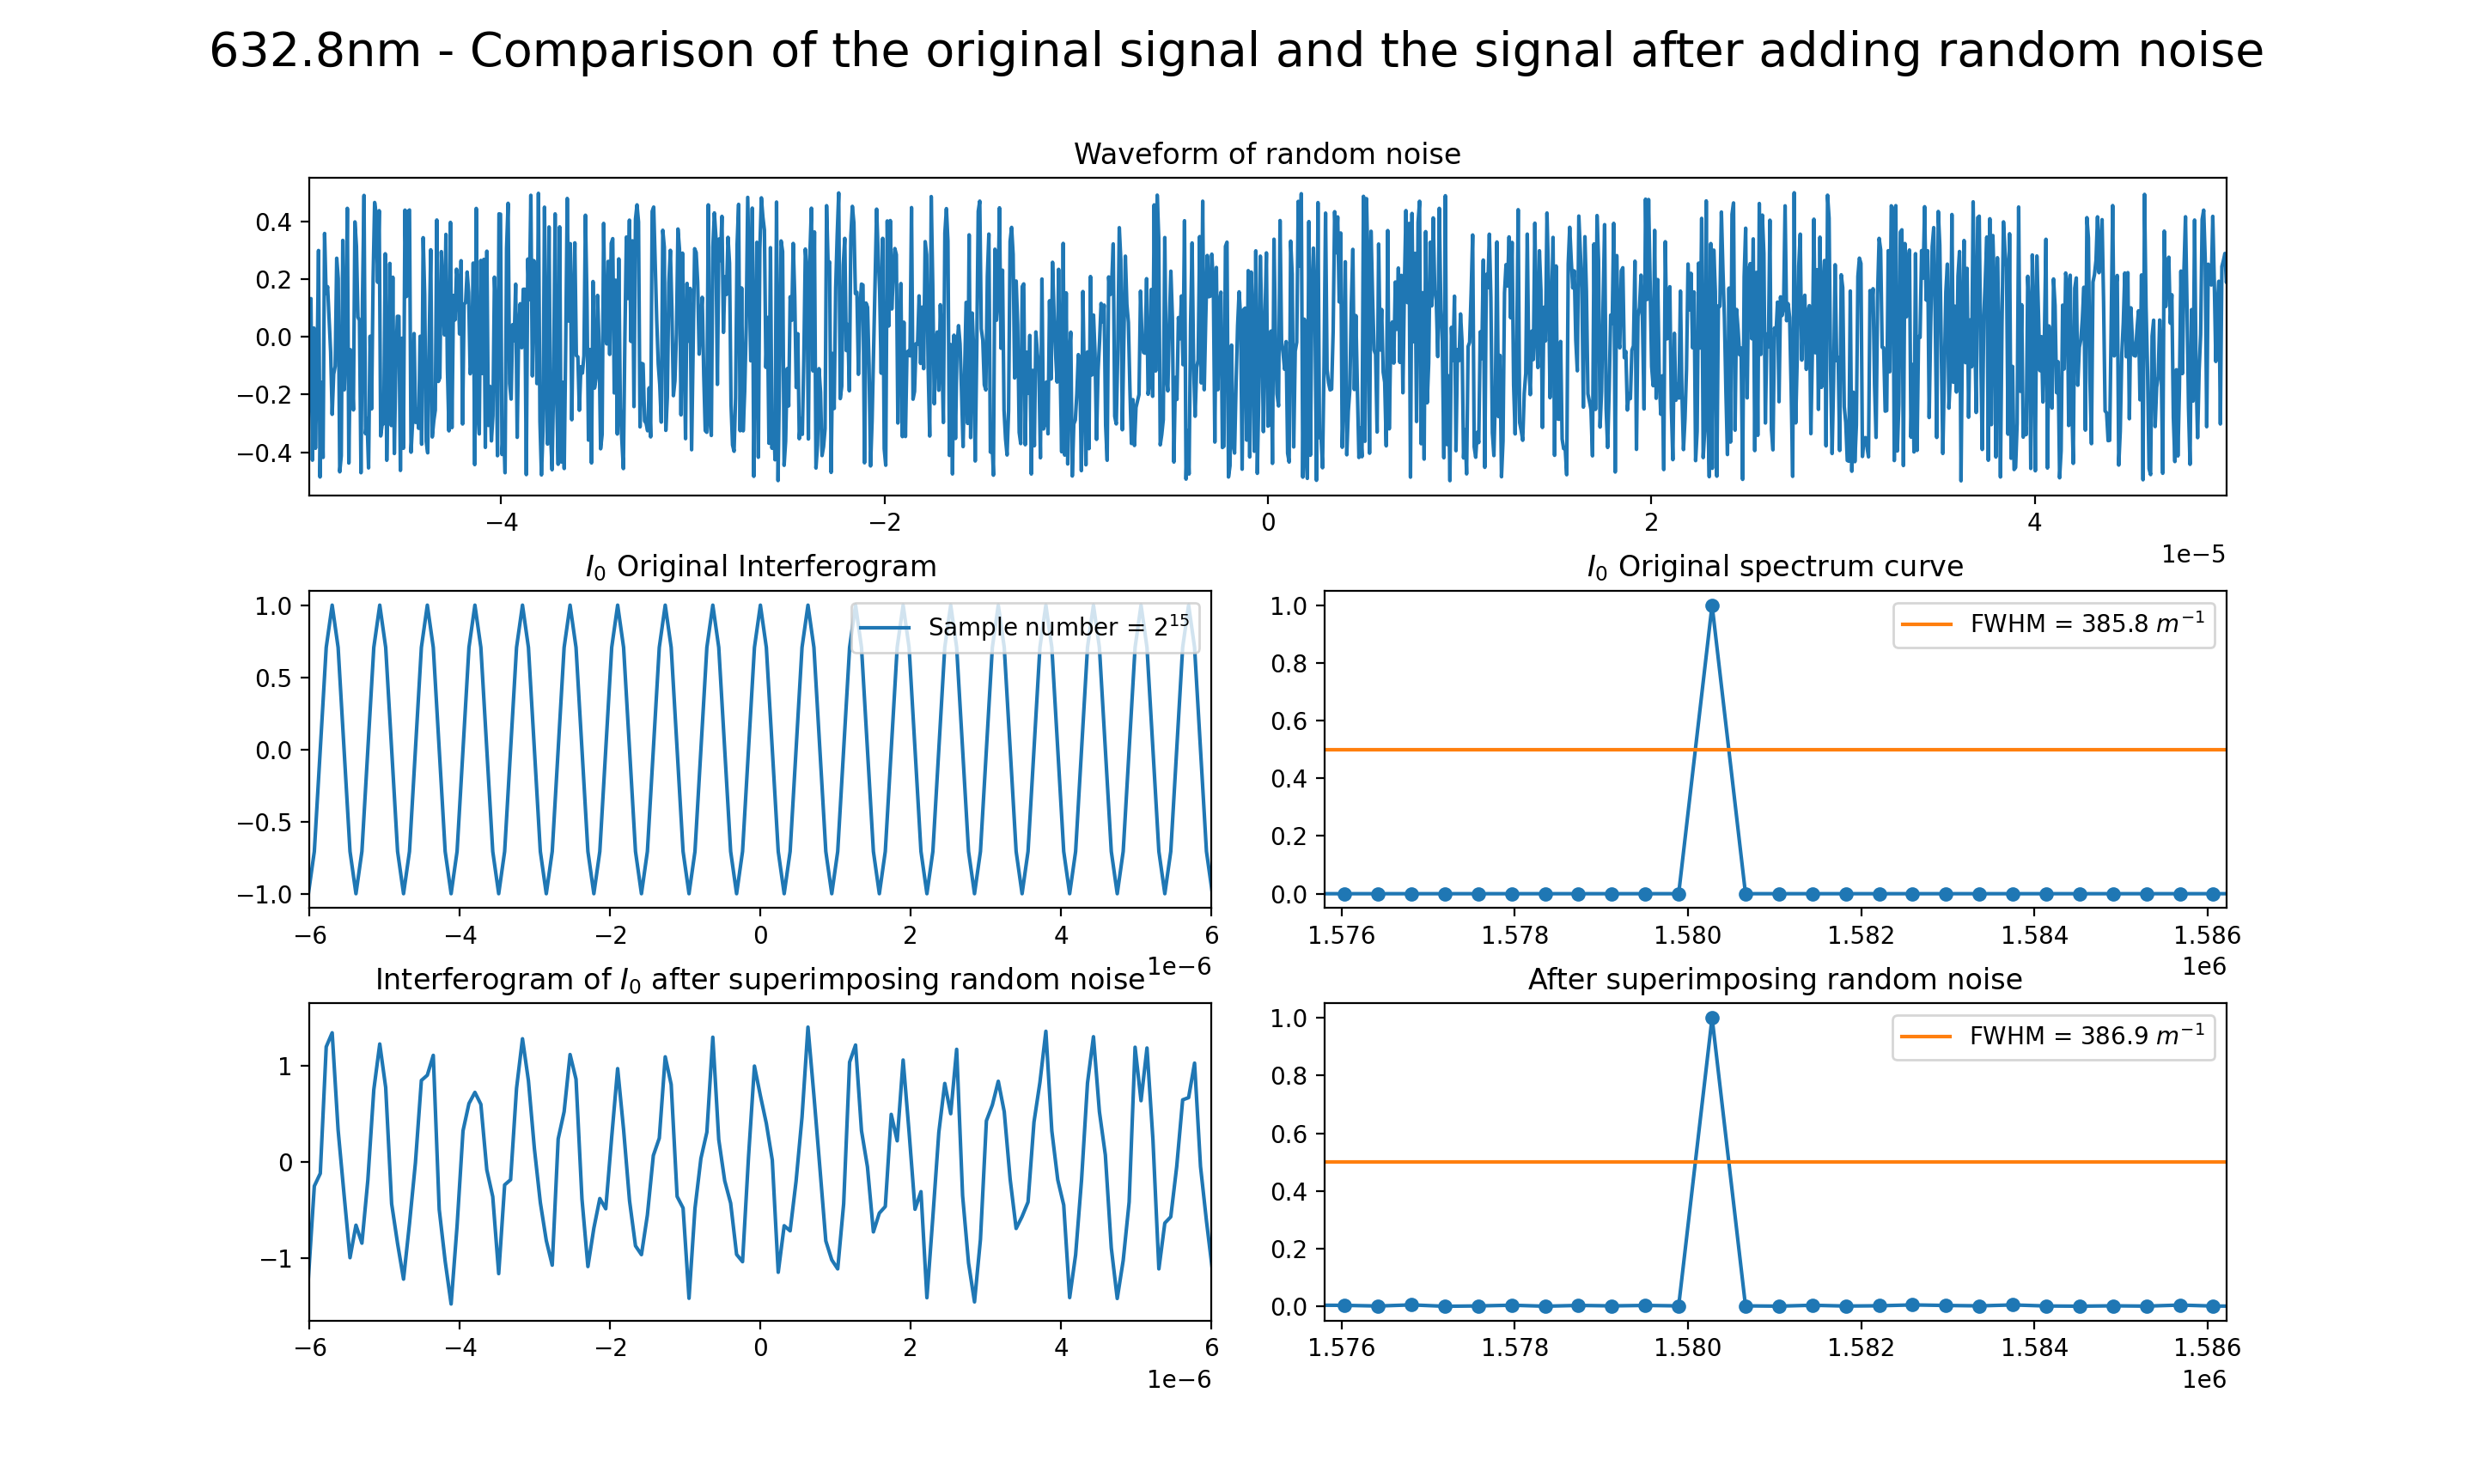 632.8nm - Comparison of the original signal and the signal after adding random noise
Waveform of random noise
0.4
0.2
0.0
−0.2
−0.4
−4 −2 0 2 4
1e−5
I₀ Original Interferogram
1.0
0.5
0.0
−0.5
−1.0
Sample number = 2¹⁵
−6 −4 −2 0 2 4 6
1e−6
I₀ Original spectrum curve
1.0
0.8
0.6
0.4
0.2
0.0
FWHM = 385.8 m⁻¹
1.576 1.578 1.580 1.582 1.584 1.586
1e6
Interferogram of I₀ after superimposing random noise
1
0
−1
−6 −4 −2 0 2 4 6
1e−6
After superimposing random noise
1.0
0.8
0.6
0.4
0.2
0.0
FWHM = 386.9 m⁻¹
1.576 1.578 1.580 1.582 1.584 1.586
1e6